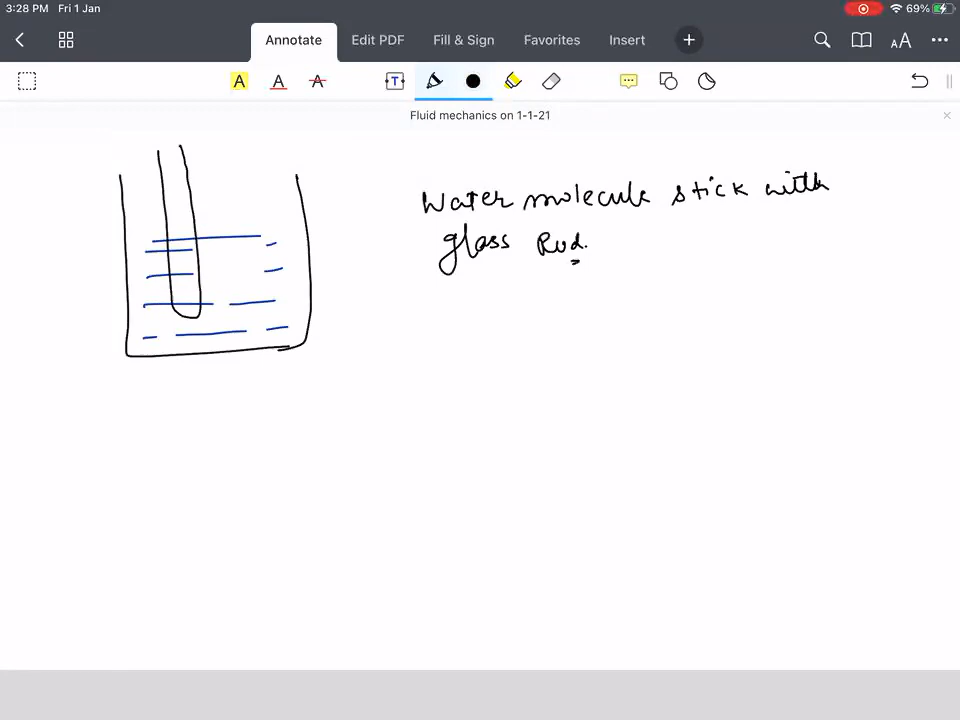 3:28 PM Fri 1 Jan 69%
Annotate Edit PDF Fill & Sign Favorites Insert
A A A T
Fluid mechanics on 1-1-21
Water molecule stick with
glass Rod.